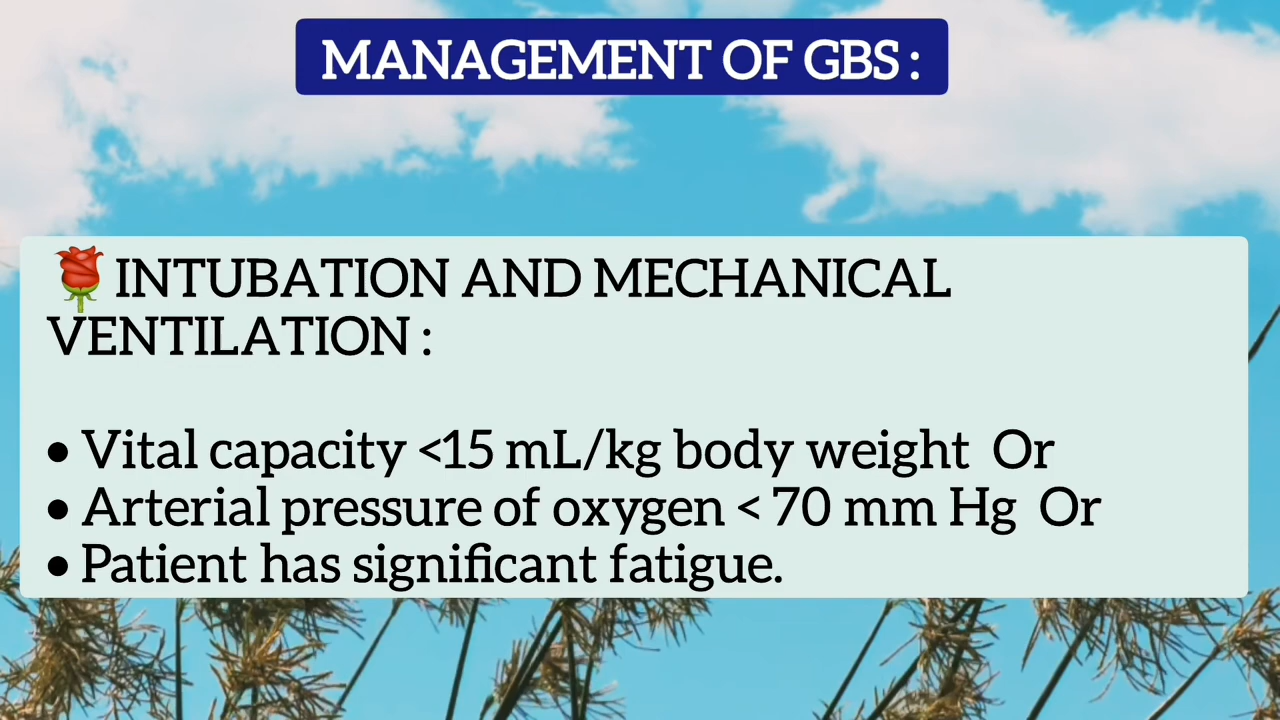 MANAGEMENT OF GBS :
🌹INTUBATION AND MECHANICAL
VENTILATION :
• Vital capacity <15 mL/kg body weight Or
• Arterial pressure of oxygen < 70 mm Hg Or
• Patient has significant fatigue.